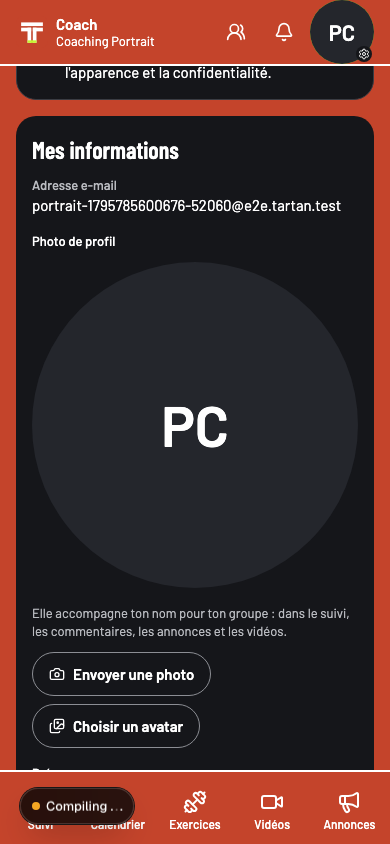 Coach
Coaching Portrait
PC
l'apparence et la confidentialité.
Mes informations
Adresse e-mail
portrait-1795785600676-52060@e2e.tartan.test
Photo de profil
PC
Elle accompagne ton nom pour ton groupe : dans le suivi,
les commentaires, les annonces et les vidéos.
Envoyer une photo
Choisir un avatar
Compiling ...
Suivi
Calendrier
Exercices
Vidéos
Annonces